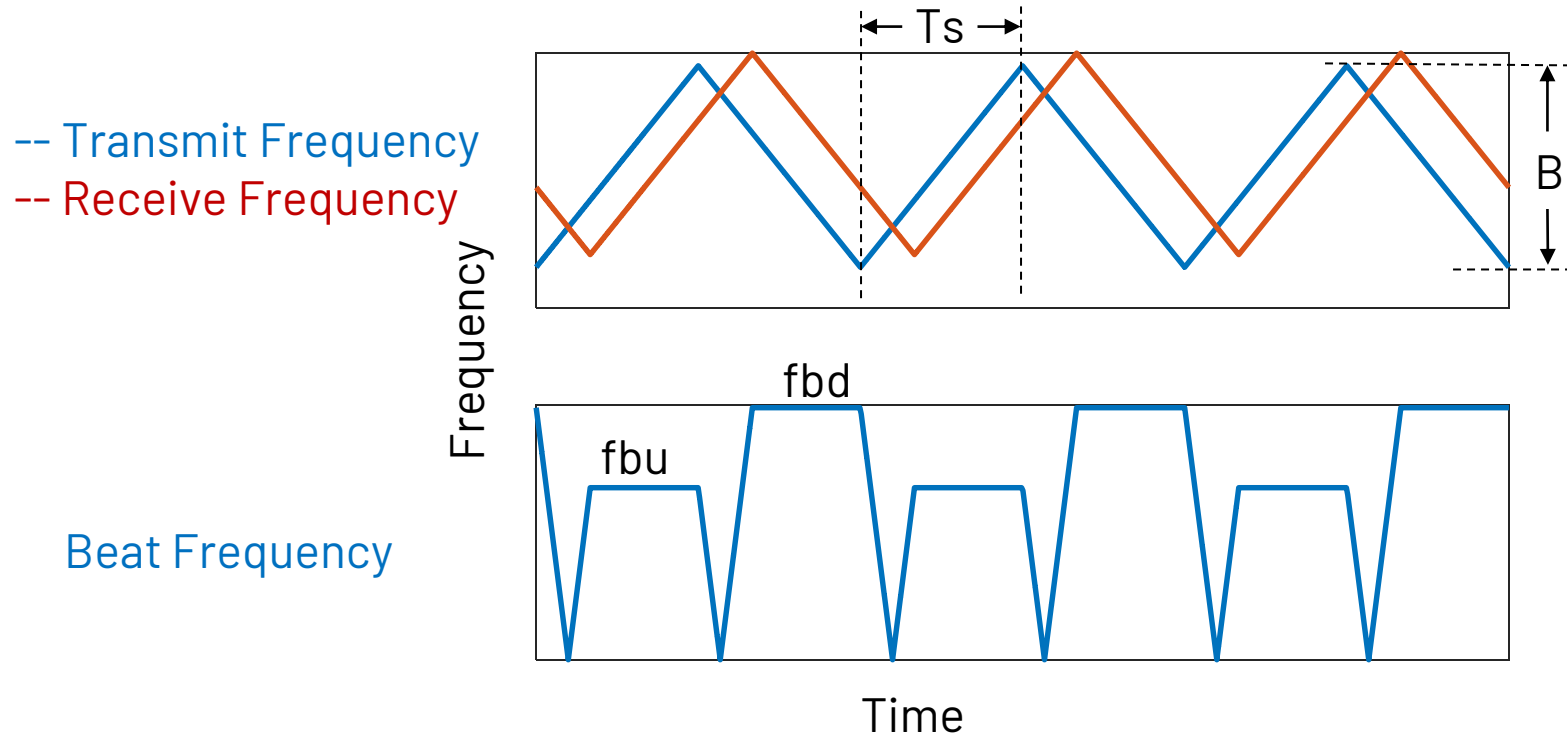 Ts
-- Transmit Frequency
-- Receive Frequency
B
Frequency
fbd
fbu
Beat Frequency
Time